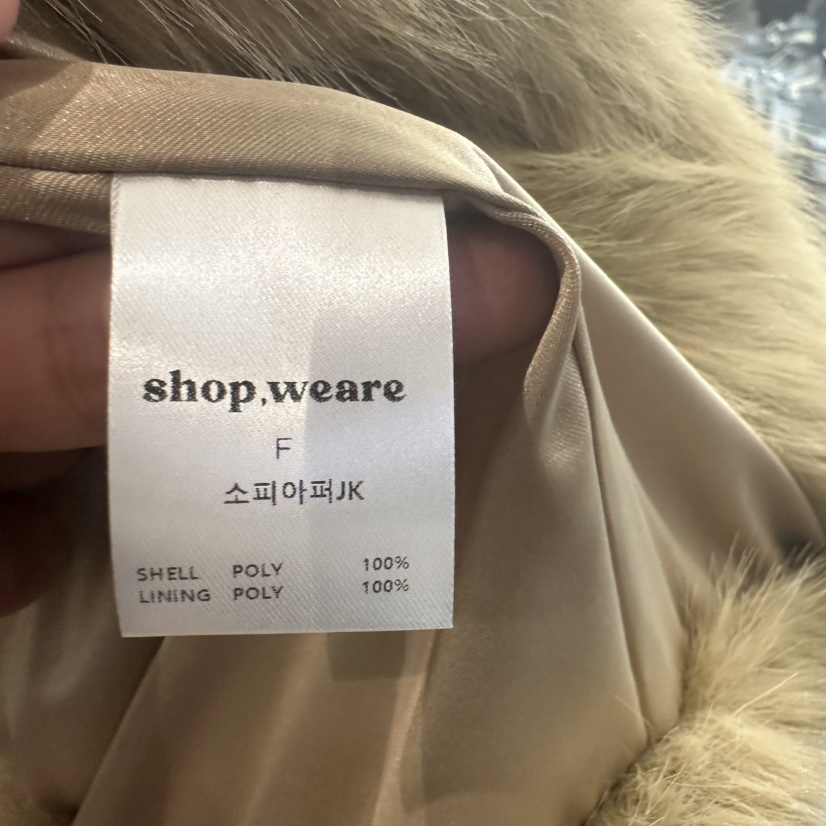 shop,weare
F
소피아퍼JK
SHELL POLY 100%
LINING POLY 100%